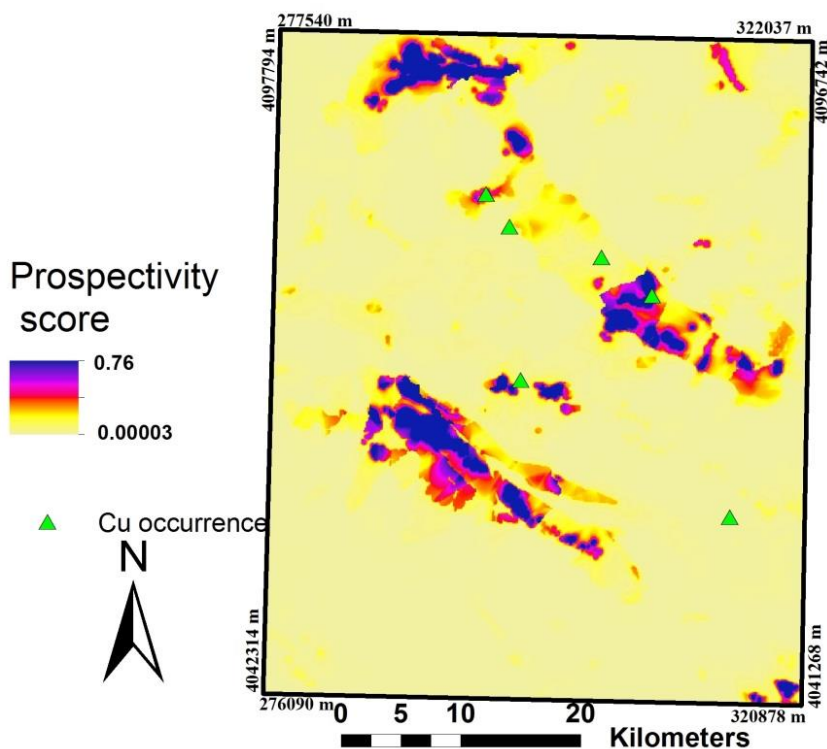 277540 m
322037 m
4097794 m
4096742 m
Prospectivity
score
0.76
0.00003
Cu occurrence
N
4042314 m
4041268 m
276090 m
320878 m
0 5 10 20
Kilometers